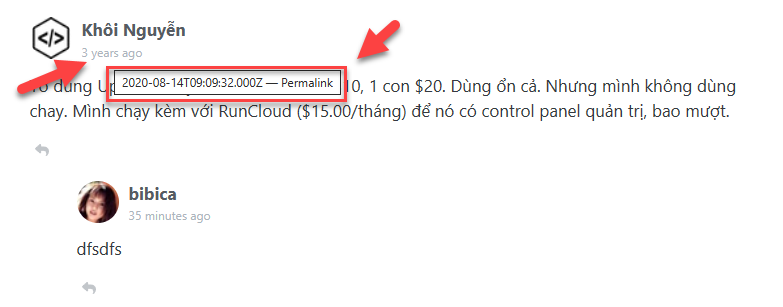 Khôi Nguyễn
3 years ago
2020-08-14T09:09:32.000Z — Permalink
dùng 10, 1 con $20. Dùng ổn cả. Nhưng mình không dùng
chay. Mình chạy kèm với RunCloud ($15.00/tháng) để nó có control panel quản trị, bao mượt.
bibica
35 minutes ago
dfsdfs